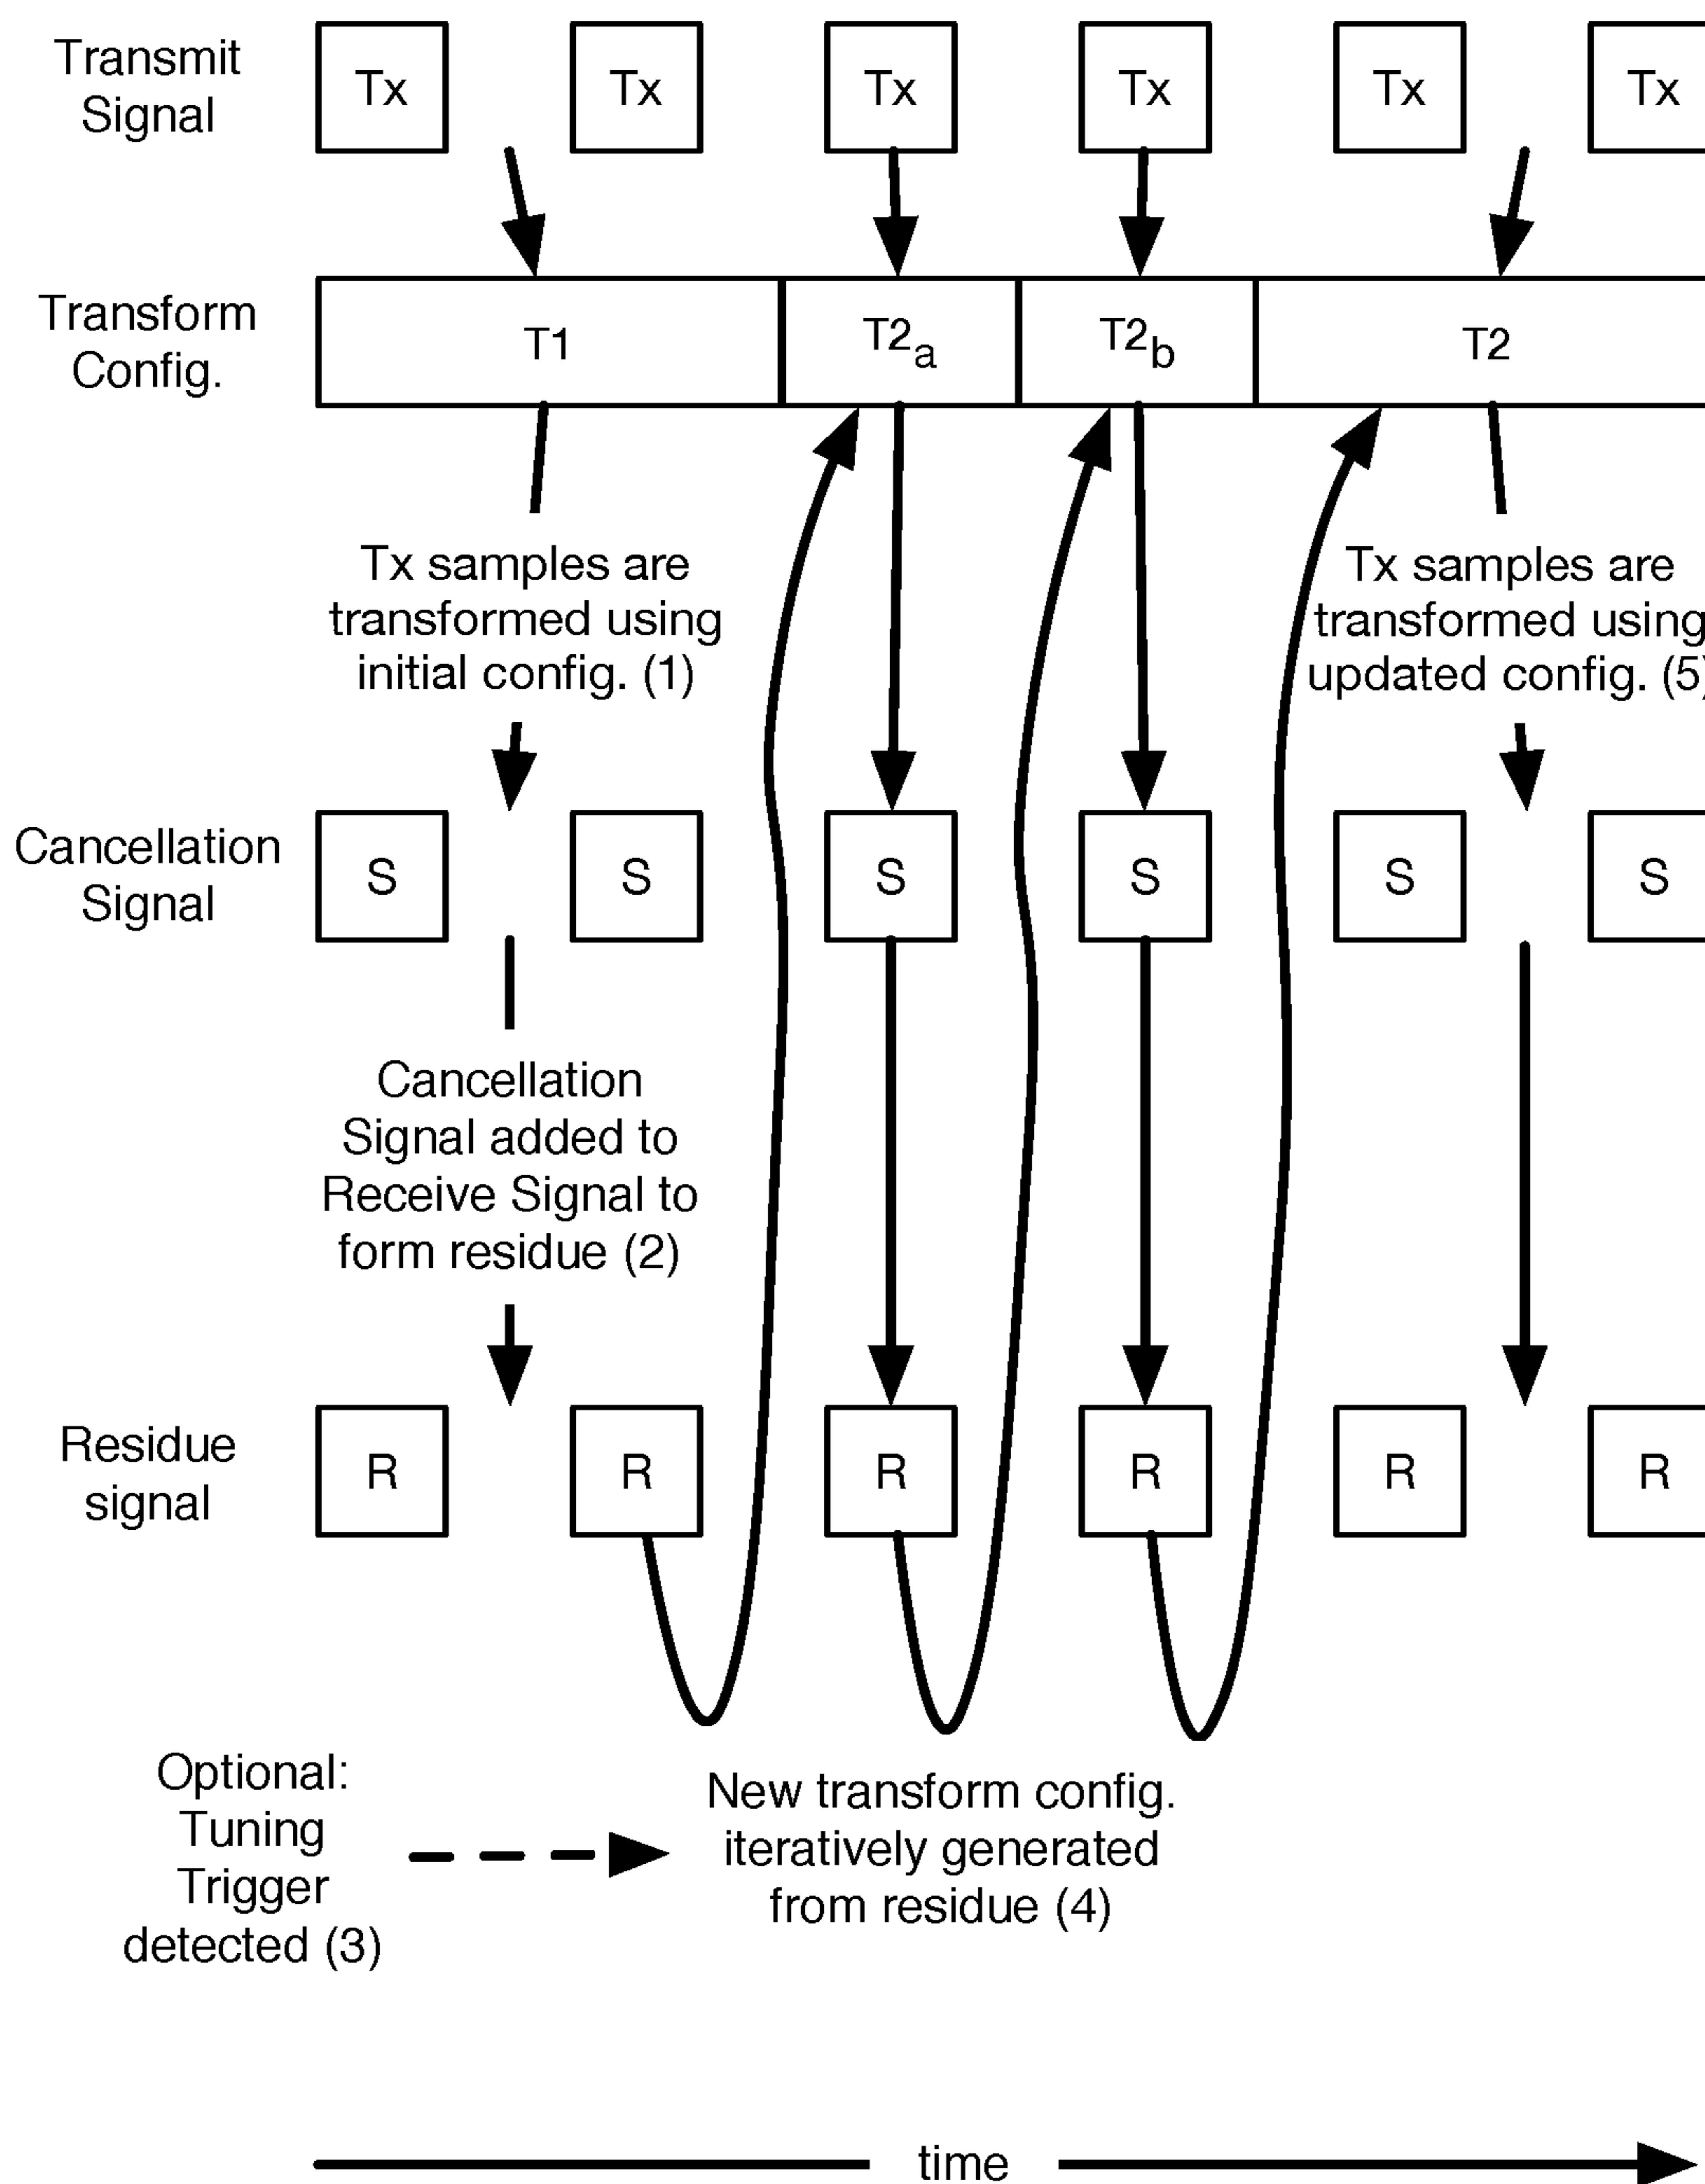 Transmit
Signal
Tx Tx Tx Tx Tx Tx
Transform
Config.
T1 T2a T2b T2
Tx samples are
transformed using
initial config. (1)
Tx samples are
transformed using
updated config. (5)
Cancellation
Signal
S S S S S S
Cancellation
Signal added to
Receive Signal to
form residue (2)
Residue
signal
R R R R R R
Optional:
Tuning
Trigger
detected (3)
New transform config.
iteratively generated
from residue (4)
time